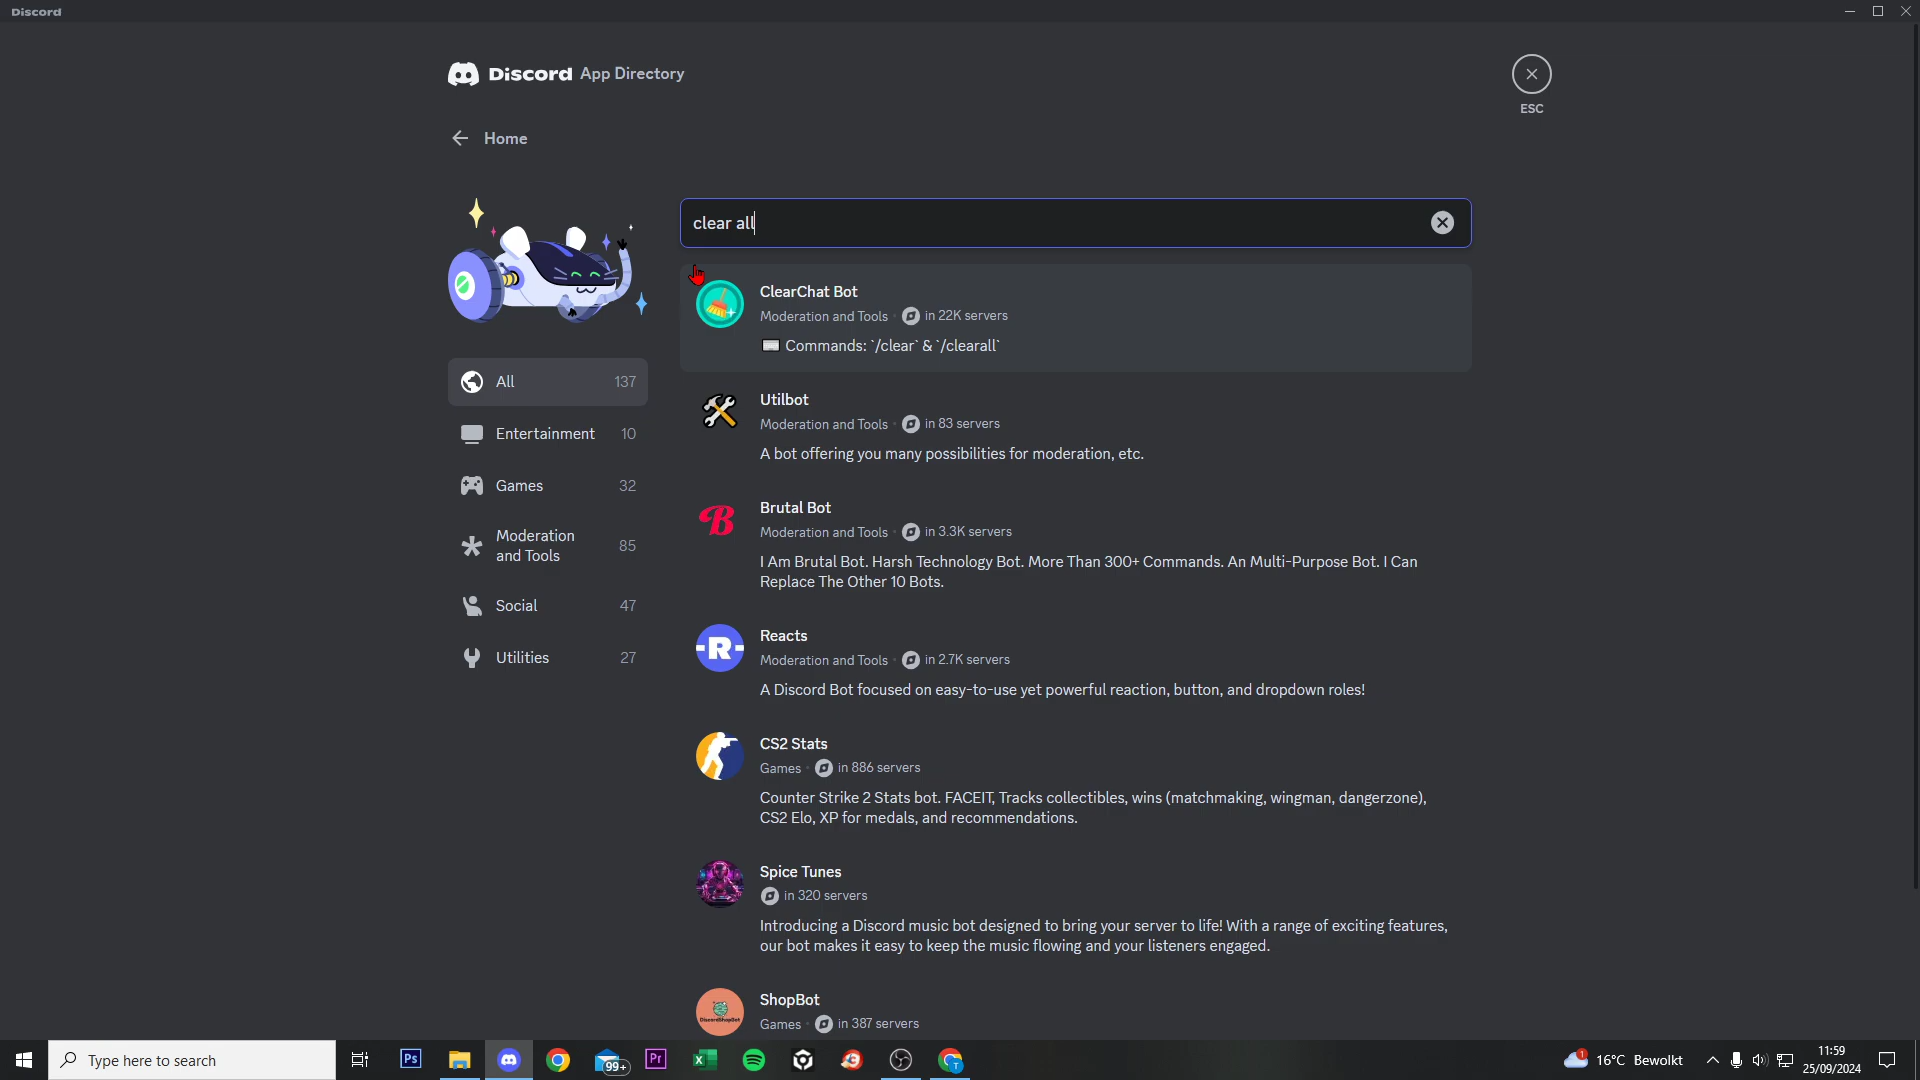 Discord
Discord App Directory
ESC
Home
clear all
All 137
Entertainment 10
Games 32
Moderation and Tools 85
Social 47
Utilities 27
ClearChat Bot
Moderation and Tools · in 22K servers
Commands: `/clear` & `/clearall`
Utilbot
Moderation and Tools · in 83 servers
A bot offering you many possibilities for moderation, etc.
B
Brutal Bot
Moderation and Tools · in 3.3K servers
I Am Brutal Bot. Harsh Technology Bot. More Than 300+ Commands. An Multi-Purpose Bot. I Can
Replace The Other 10 Bots.
-R-
Reacts
Moderation and Tools · in 2.7K servers
A Discord Bot focused on easy-to-use yet powerful reaction, button, and dropdown roles!
CS2 Stats
Games · in 886 servers
Counter Strike 2 Stats bot. FACEIT, Tracks collectibles, wins (matchmaking, wingman, dangerzone),
CS2 Elo, XP for medals, and recommendations.
Spice Tunes
in 320 servers
Introducing a Discord music bot designed to bring your server to life! With a range of exciting features,
our bot makes it easy to keep the music flowing and your listeners engaged.
DiscordShopBot
ShopBot
Games · in 387 servers
Type here to search
Ps
99+
Pr
T
1
16°C Bewolkt
11:59
25/09/2024